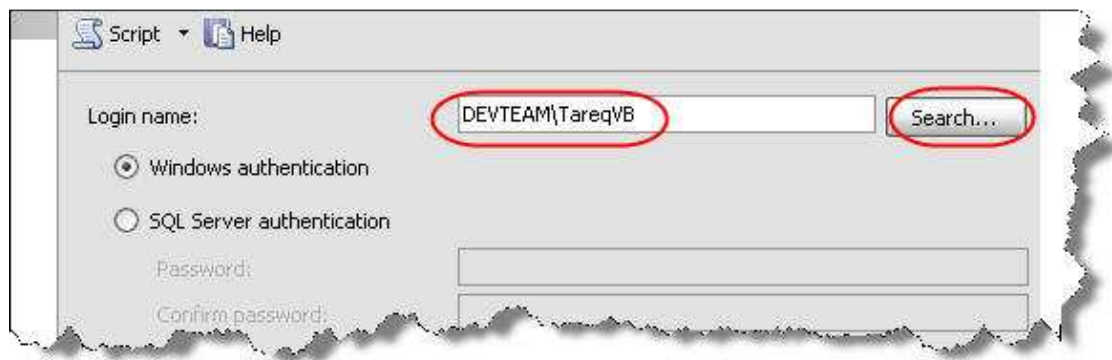 Script Help
Login name: DEVTEAM\TareqVB Search...
Windows authentication
SQL Server authentication
Password:
Confirm password: